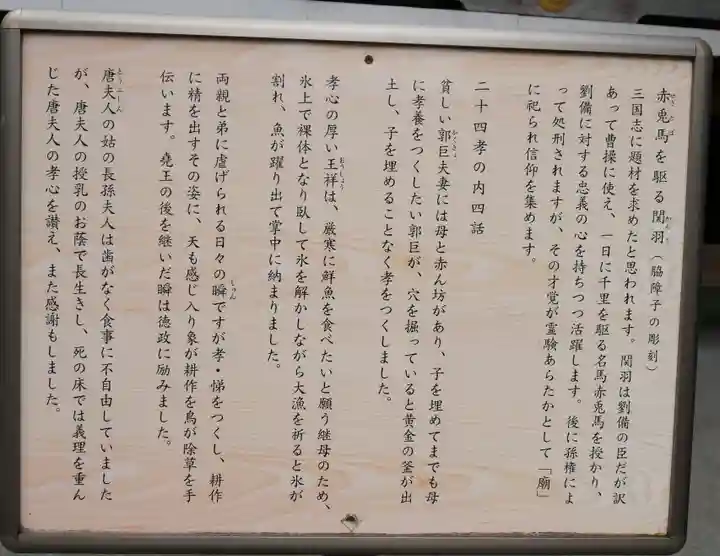 赤兎馬を駆る関羽（脇障子の彫刻）
三国志に題材を求めたと思われます。関羽は劉備の臣だが訳
あって曹操に使え、一日に千里を駆る名馬赤兎馬を授かり、
劉備に対する忠義の心を持ちつつ活躍します。後に孫権によ
って処刑されますが、その才覚が霊験あらたかとして「廟」
に祀られ信仰を集めます。
二十四孝の内四話
貧しい郭巨夫妻には母と赤ん坊があり、子を埋めてまでも母
に孝養をつくしたい郭巨が、穴を掘っていると黄金の釜が出
土し、子を埋めることなく孝をつくしました。
孝心の厚い王祥は、厳寒に鮮魚を食べたいと願う継母のため、
氷上で裸体となり臥して氷を解かしながら大漁を祈ると氷が
割れ、魚が躍り出て掌中に納まりました。
両親と弟に虐げられる日々の瞬ですが孝・悌をつくし、耕作
に精を出すその姿に、天も感じ入り象が耕作を鳥が除草を手
伝います。堯王の後を継いだ瞬は徳政に励みました。
唐夫人の姑の長孫夫人は歯がなく食事に不自由していました
が、唐夫人の授乳のお蔭で長生きし、死の床では義理を重ん
じた唐夫人の孝心を讃え、また感謝もしました。